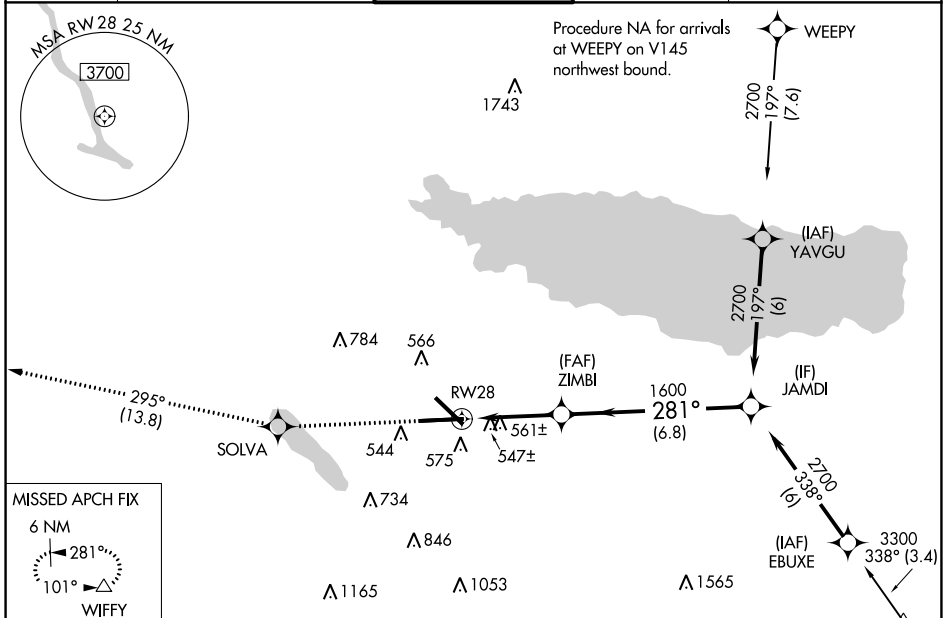 MSA RW28 25 NM
3700
Procedure NA for arrivals
at WEEPY on V145
northwest bound.
WEEPY
1743
2700
197°
(7.6)
(IAF)
YAVGU
2700
197°
(6)
784
566
RW28
(FAF)
ZIMBI
1600
281°
(6.8)
(IF)
JAMDI
295°
(13.8)
SOLVA
544
575
561±
547±
734
846
1165
1053
1565
2700
338°
(6)
(IAF)
EBUXE
3300
338° (3.4)
MISSED APCH FIX
6 NM
281°
101°
WIFFY